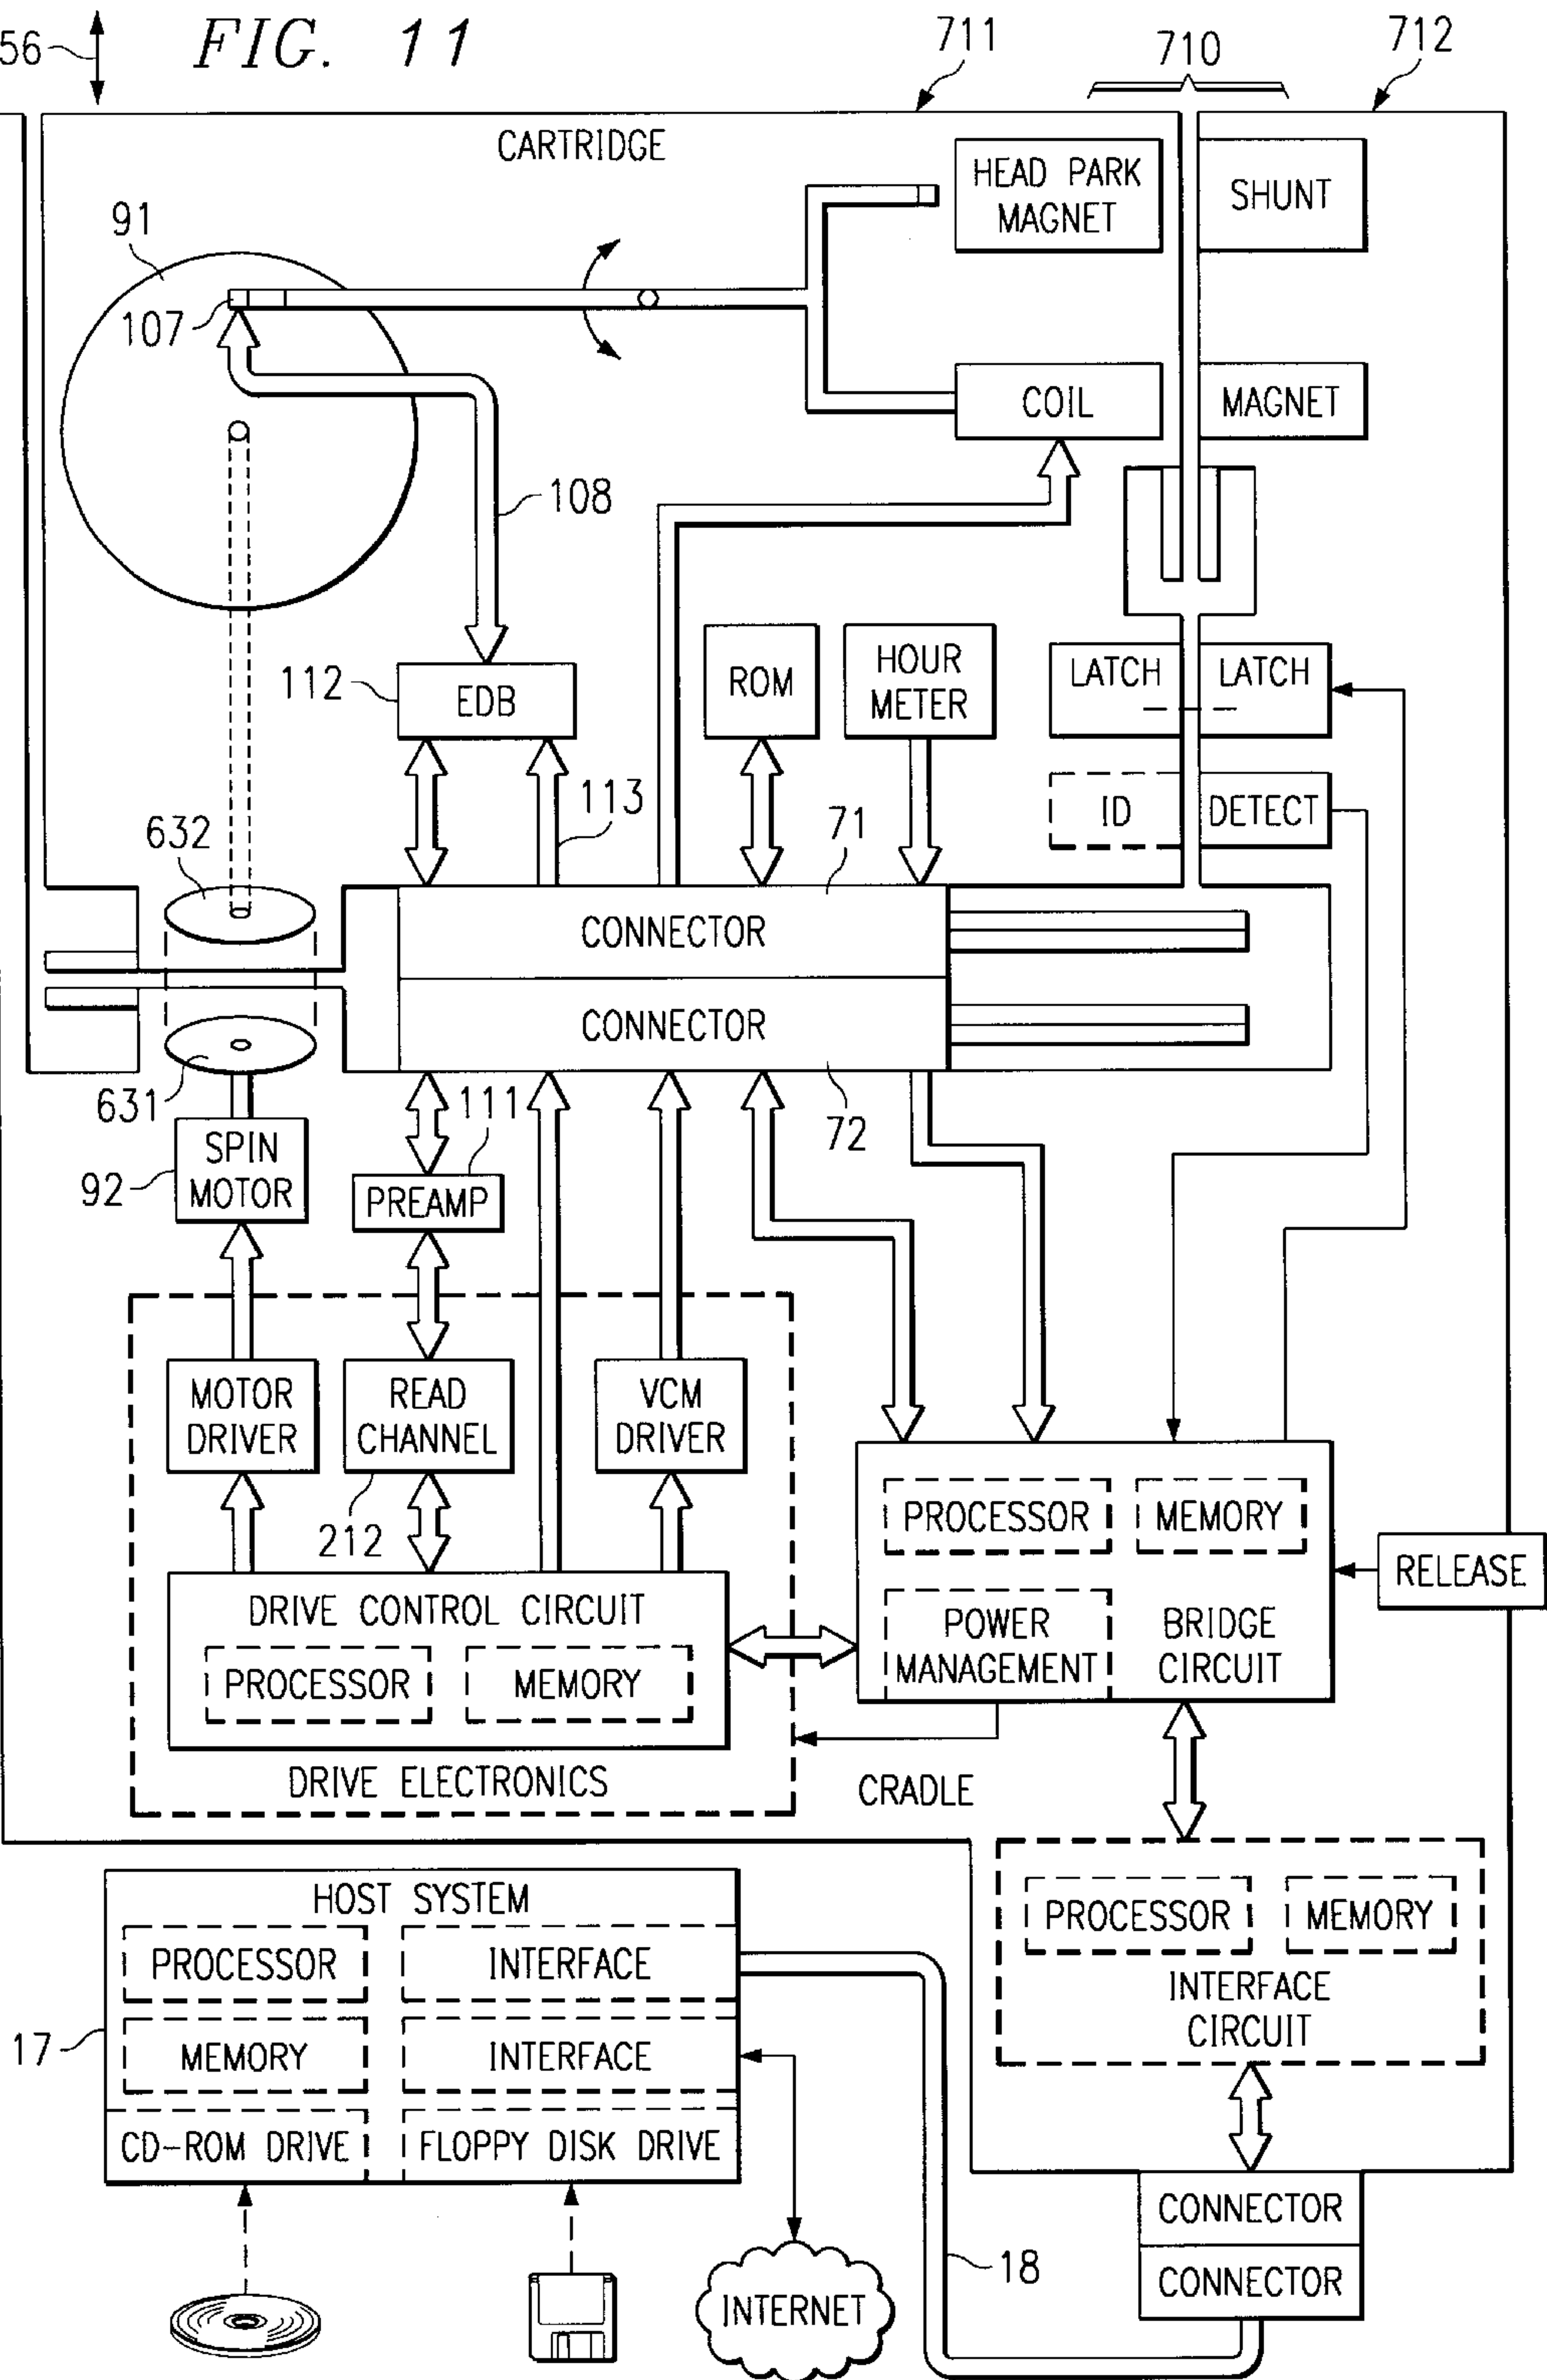 56
FIG. 11
711
710
712
CARTRIDGE
HEAD PARK
MAGNET
SHUNT
91
107
COIL
MAGNET
108
112
EDB
ROM
HOUR
METER
LATCH
LATCH
113
ID
DETECT
632
71
CONNECTOR
CONNECTOR
631
111
72
SPIN
MOTOR
92
PREAMP
MOTOR
DRIVER
READ
CHANNEL
VCM
DRIVER
212
PROCESSOR
MEMORY
RELEASE
DRIVE CONTROL CIRCUIT
POWER
MANAGEMENT
BRIDGE
CIRCUIT
PROCESSOR
MEMORY
DRIVE ELECTRONICS
CRADLE
HOST SYSTEM
PROCESSOR
INTERFACE
PROCESSOR
MEMORY
INTERFACE
CIRCUIT
17
MEMORY
INTERFACE
CD-ROM DRIVE
FLOPPY DISK DRIVE
CONNECTOR
18
CONNECTOR
INTERNET